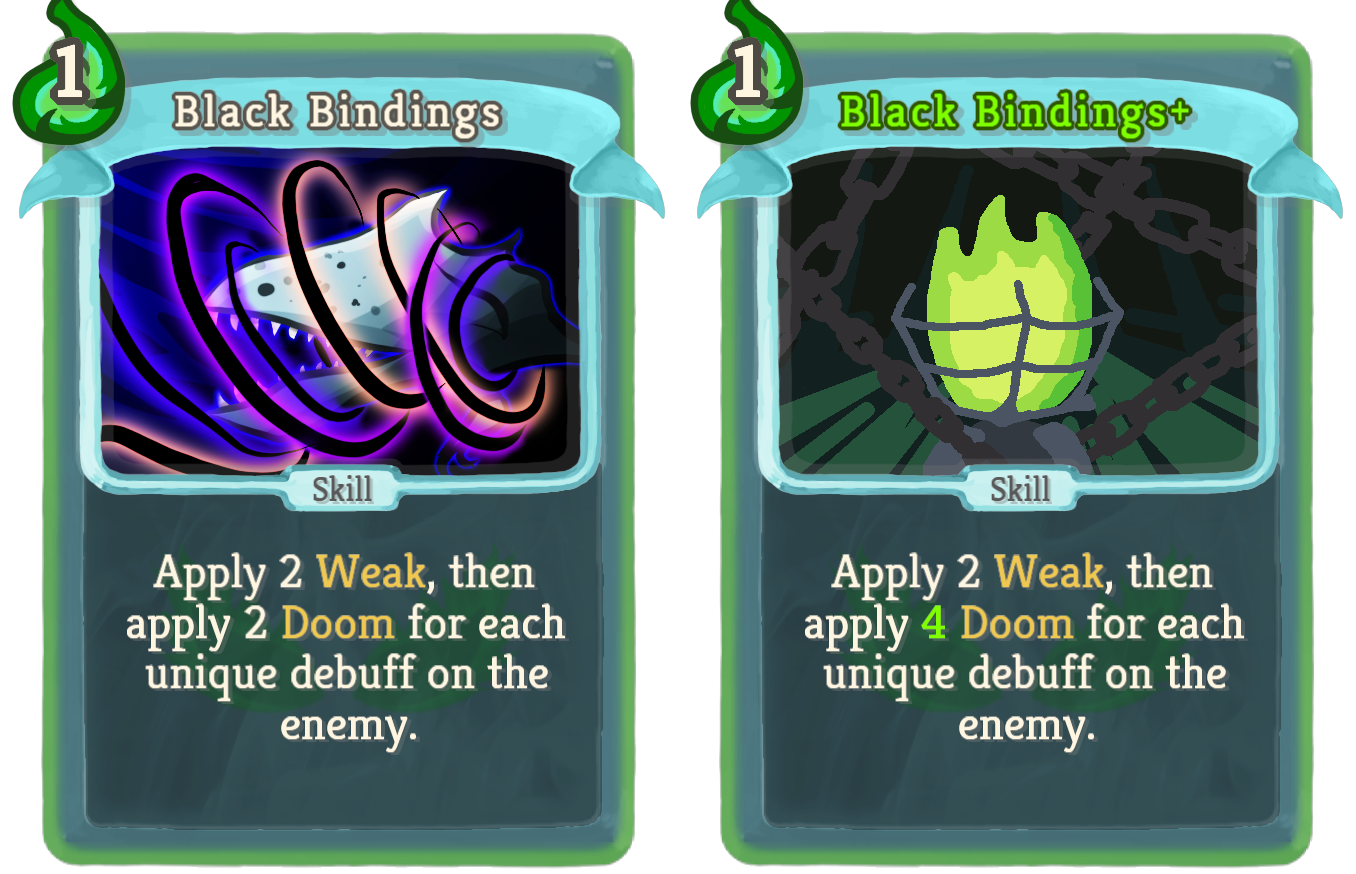 1
Black Bindings
Skill
Apply 2 Weak, then
apply 2 Doom for each
unique debuff on the
enemy.
1
Black Bindings+
Skill
Apply 2 Weak, then
apply 4 Doom for each
unique debuff on the
enemy.